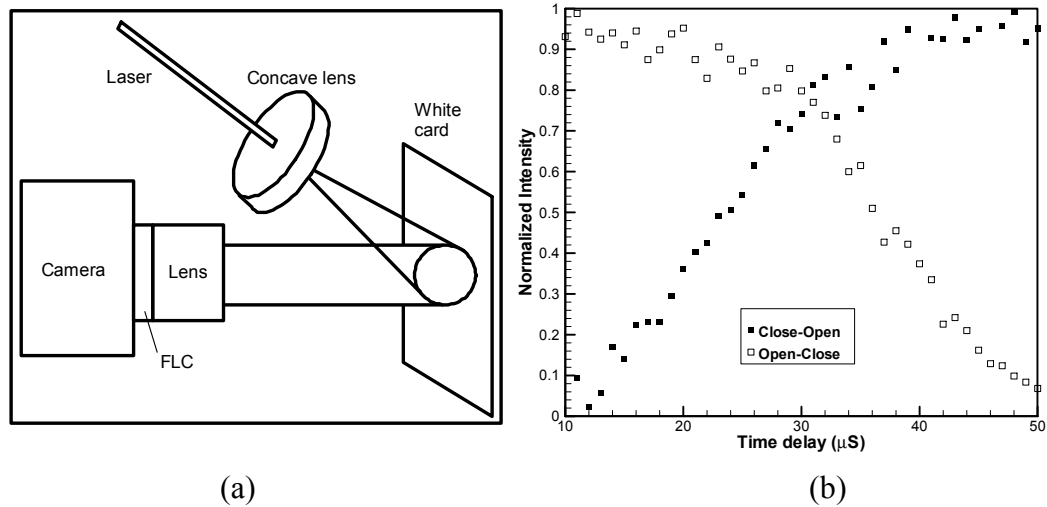 Laser
Concave lens
White
card
Camera
Lens
FLC
(a)
Normalized Intensity
1
0.9
0.8
0.7
0.6
0.5
0.4
0.3
0.2
0.1
0
Close-Open
Open-Close
10 20 30 40 50
Time delay (μS)
(b)